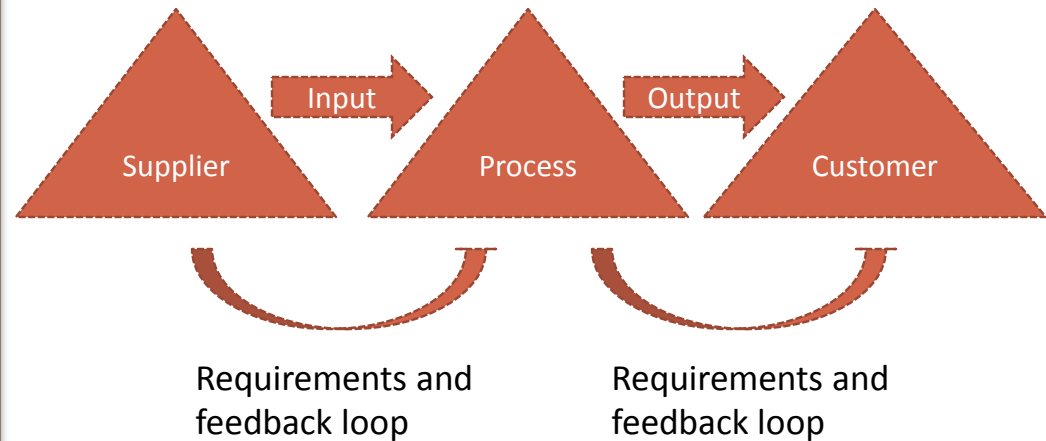 Input
Output
Supplier
Process
Customer
Requirements and
feedback loop
Requirements and
feedback loop